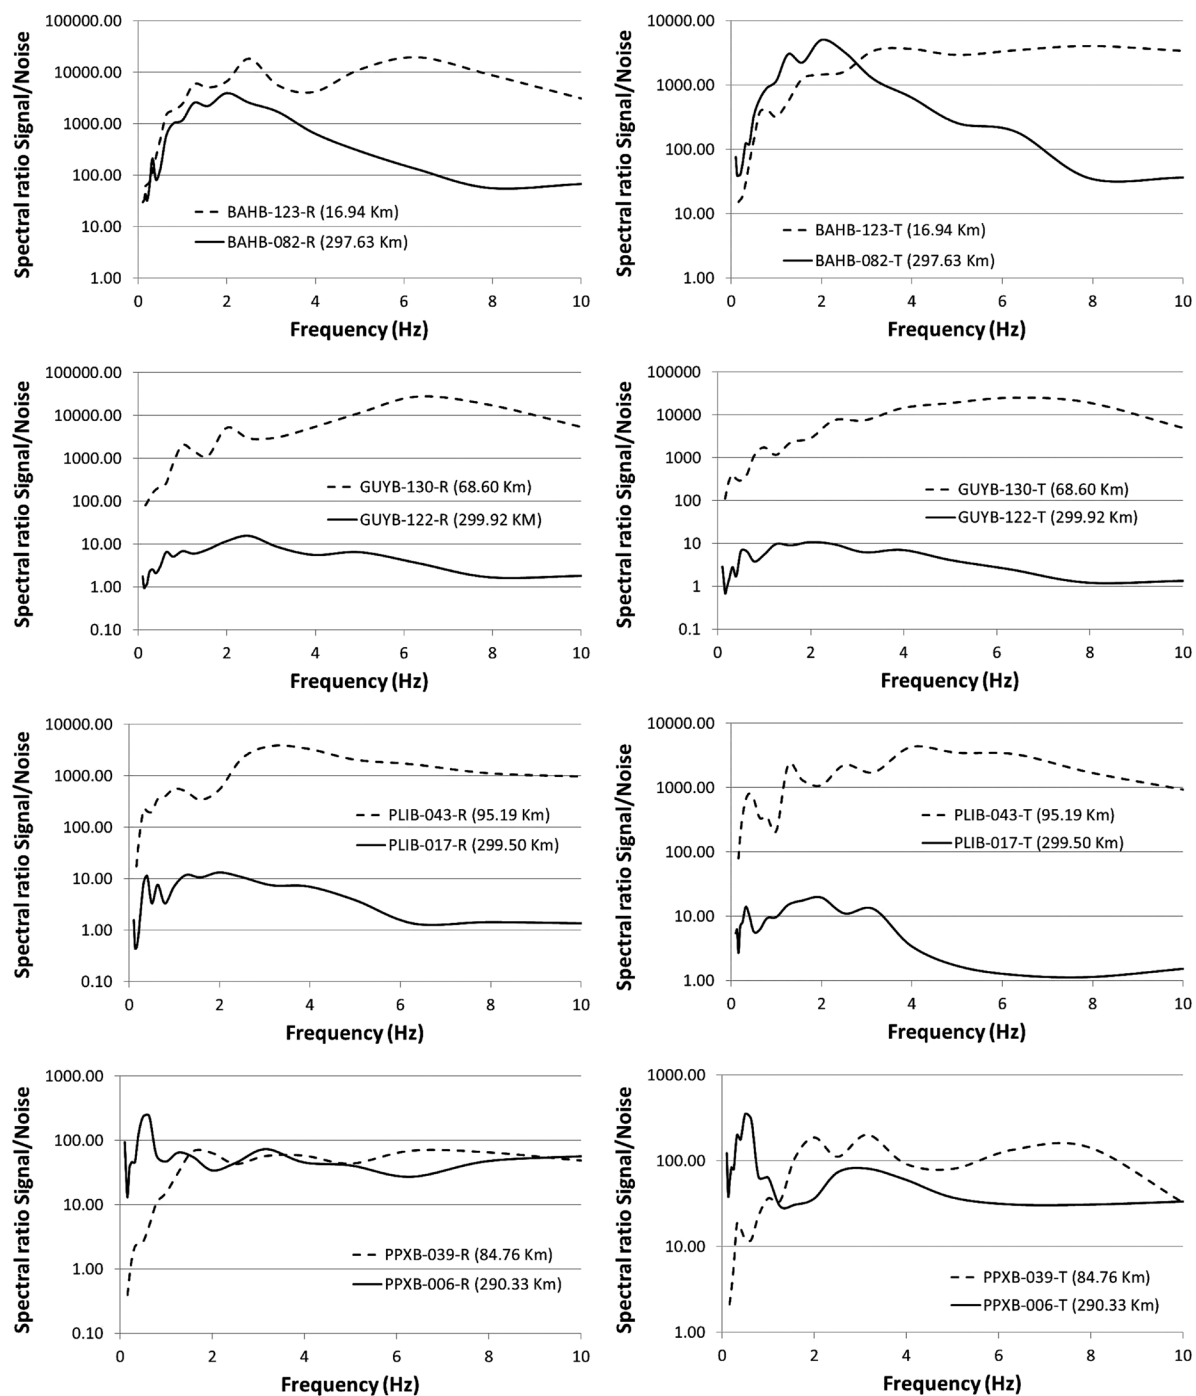 Spectral ratio Signal/Noise
100000.00
10000.00
1000.00
100.00
10.00
1.00
BAHB-123-R (16.94 Km)
BAHB-082-R (297.63 Km)
0 2 4 6 8 10
Frequency (Hz)
Spectral ratio Signal/Noise
10000.00
1000.00
100.00
10.00
1.00
BAHB-123-T (16.94 Km)
BAHB-082-T (297.63 Km)
0 2 4 6 8 10
Frequency (Hz)
Spectral ratio Signal/Noise
100000.00
10000.00
1000.00
100.00
10.00
1.00
0.10
GUYB-130-R (68.60 Km)
GUYB-122-R (299.92 KM)
0 2 4 6 8 10
Frequency (Hz)
Spectral ratio Signal/Noise
100000
10000
1000
100
10
1
0.1
GUYB-130-T (68.60 Km)
GUYB-122-T (299.92 Km)
0 2 4 6 8 10
Frequency (Hz)
Spectral ratio Signal/Noise
10000.00
1000.00
100.00
10.00
1.00
0.10
PLIB-043-R (95.19 Km)
PLIB-017-R (299.50 Km)
0 2 4 6 8 10
Frequency (Hz)
Spectral ratio Signal/Noise
10000.00
1000.00
100.00
10.00
1.00
PLIB-043-T (95.19 Km)
PLIB-017-T (299.50 Km)
0 2 4 6 8 10
Frequency (Hz)
Spectral ratio Signal/Noise
1000.00
100.00
10.00
1.00
0.10
PPXB-039-R (84.76 Km)
PPXB-006-R (290.33 Km)
0 2 4 6 8 10
Frequency (Hz)
Spectral ratio Signal/Noise
1000.00
100.00
10.00
1.00
PPXB-039-T (84.76 Km)
PPXB-006-T (290.33 Km)
0 2 4 6 8 10
Frequency (Hz)